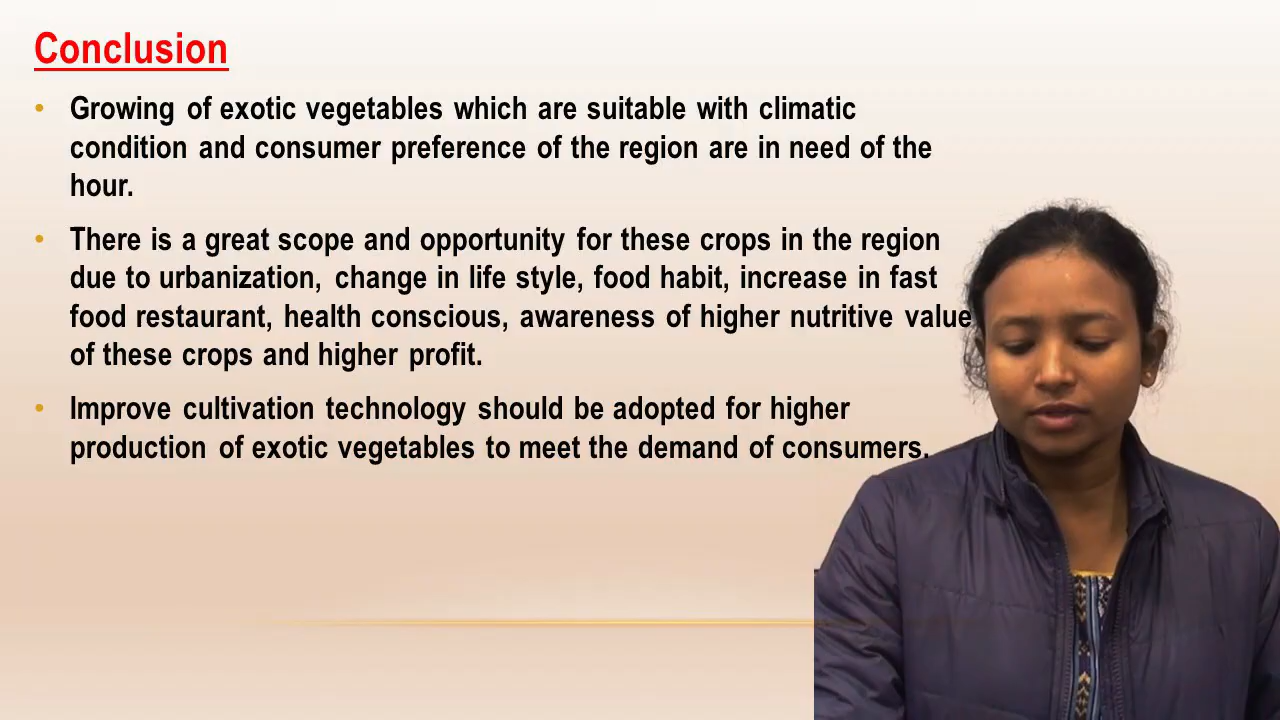 Conclusion
• Growing of exotic vegetables which are suitable with climatic
condition and consumer preference of the region are in need of the
hour.
• There is a great scope and opportunity for these crops in the region
due to urbanization, change in life style, food habit, increase in fast
food restaurant, health conscious, awareness of higher nutritive value
of these crops and higher profit.
• Improve cultivation technology should be adopted for higher
production of exotic vegetables to meet the demand of consumers.